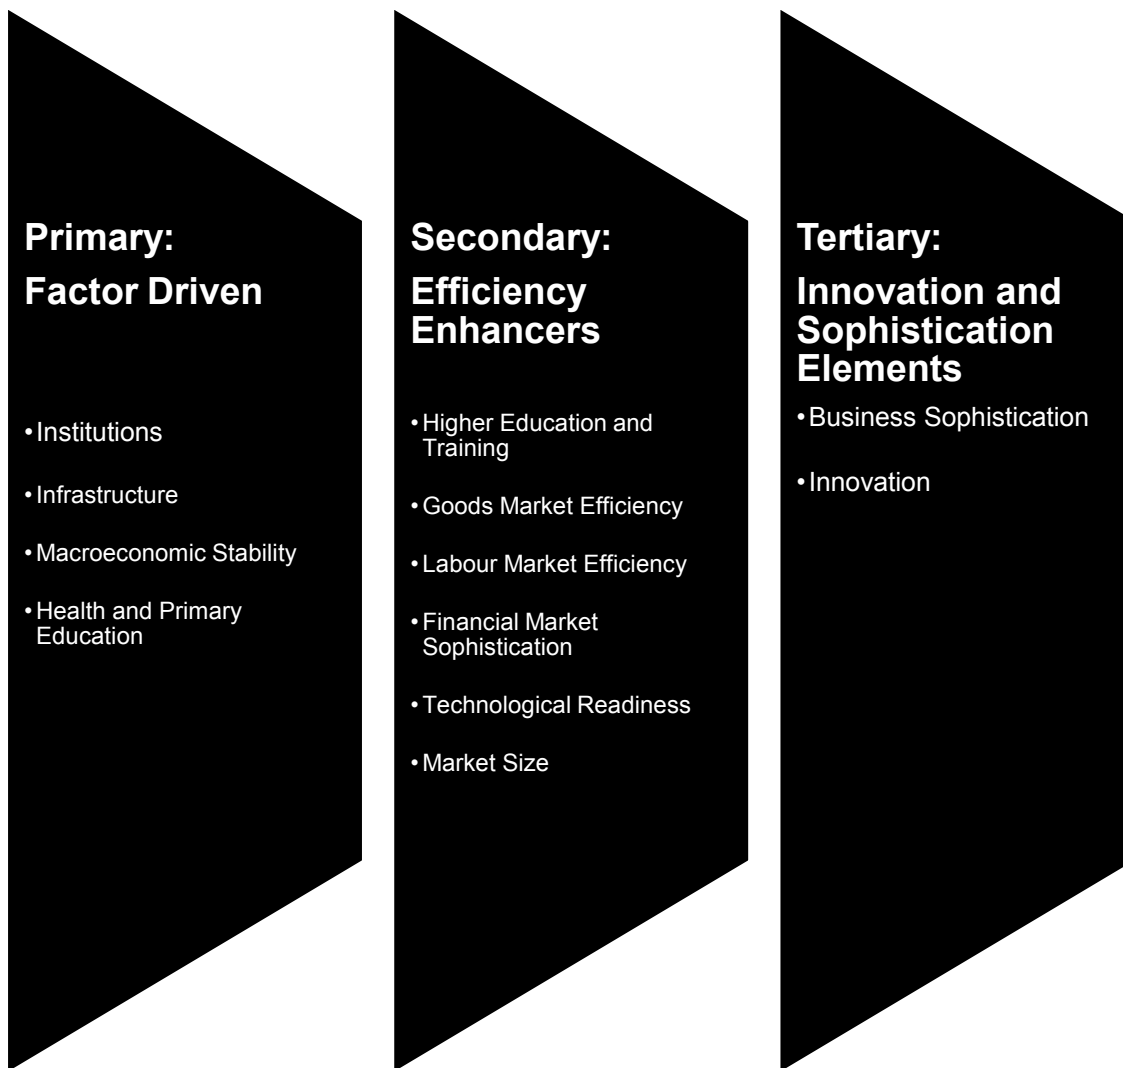 Primary:
Factor Driven
•Institutions
•Infrastructure
•Macroeconomic Stability
•Health and Primary
Education
Secondary:
Efficiency
Enhancers
•Higher Education and
Training
•Goods Market Efficiency
•Labour Market Efficiency
•Financial Market
Sophistication
•Technological Readiness
•Market Size
Tertiary:
Innovation and
Sophistication
Elements
•Business Sophistication
•Innovation